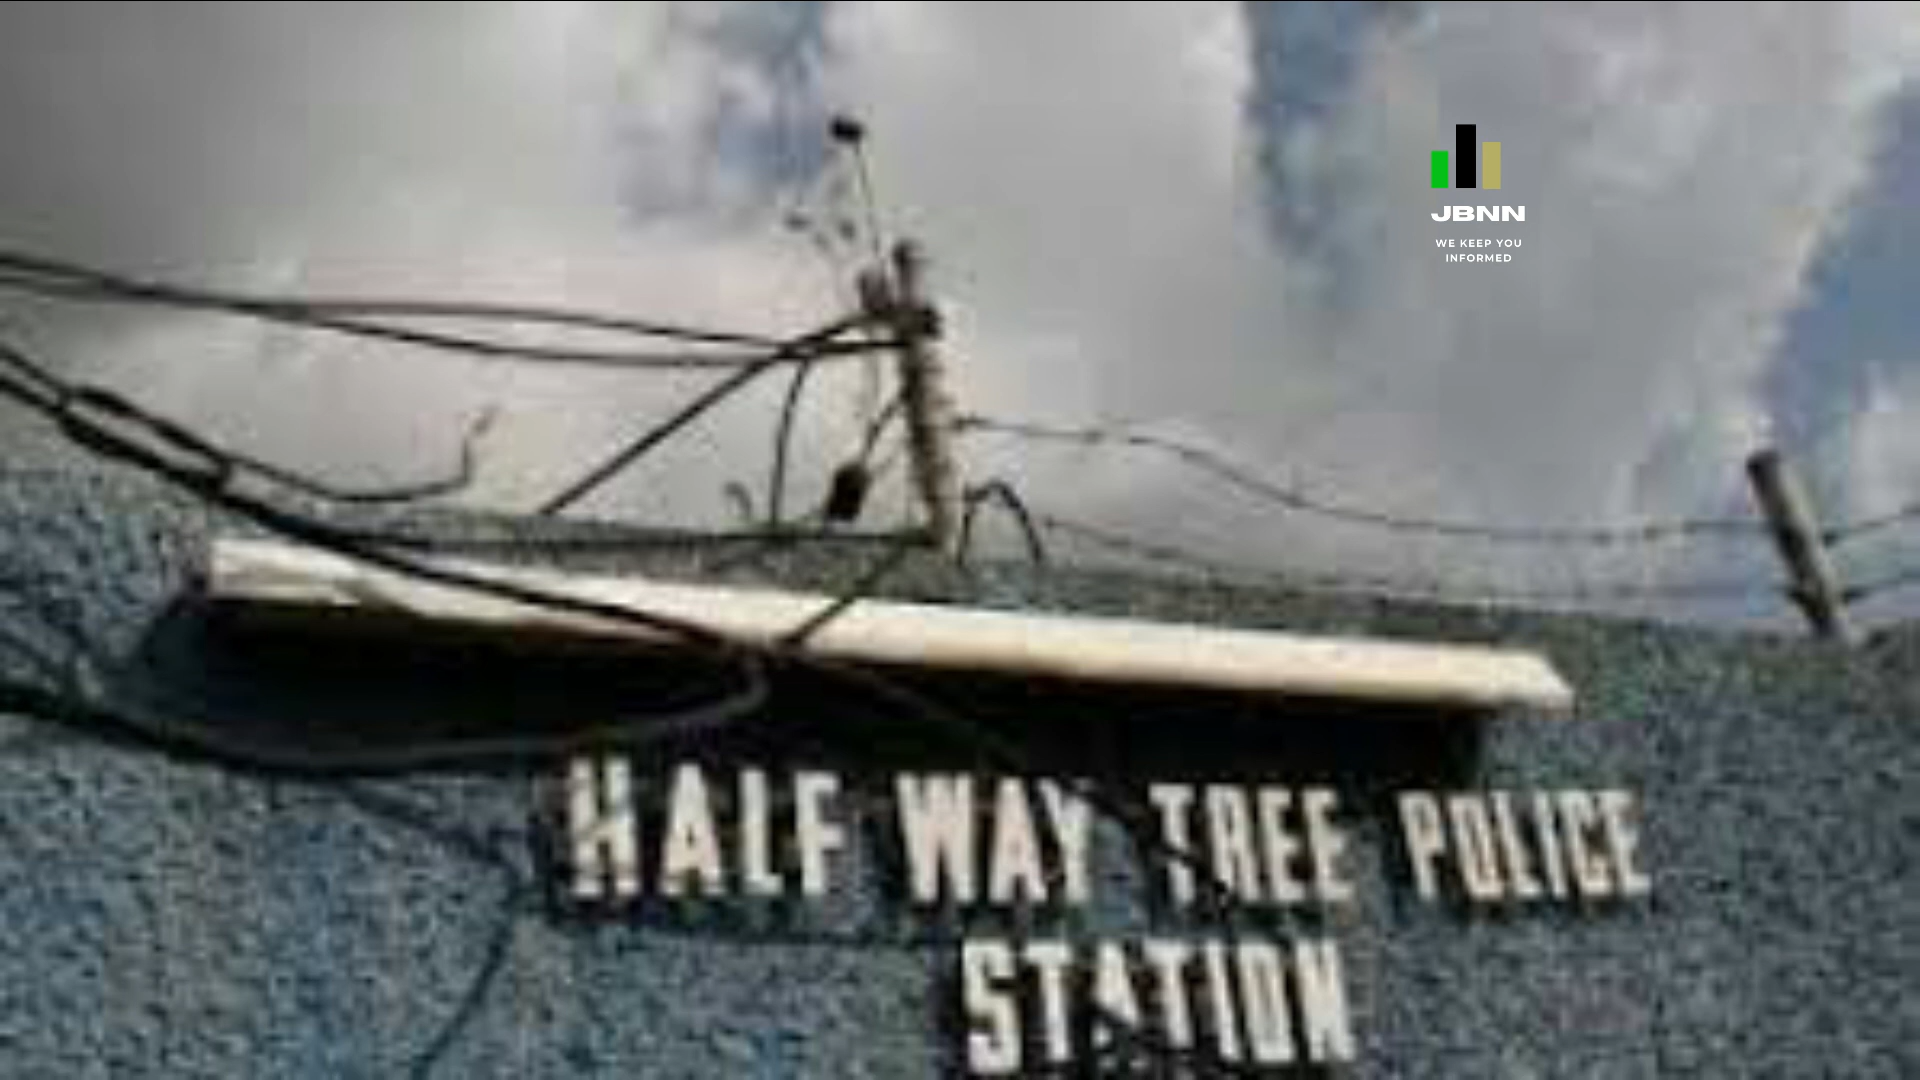 JBNN
WE KEEP YOU
INFORMED
HALF WAY TREE POLICE
STATION